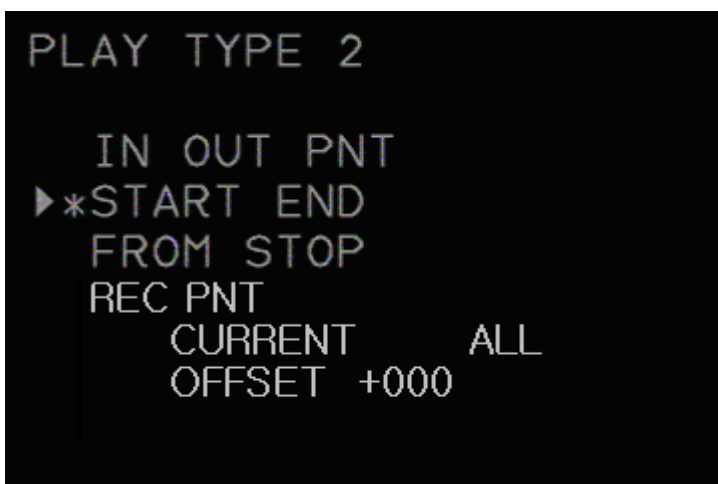 PLAY TYPE 2
IN OUT PNT
▶*START END
FROM STOP
REC PNT
CURRENT ALL
OFFSET +000